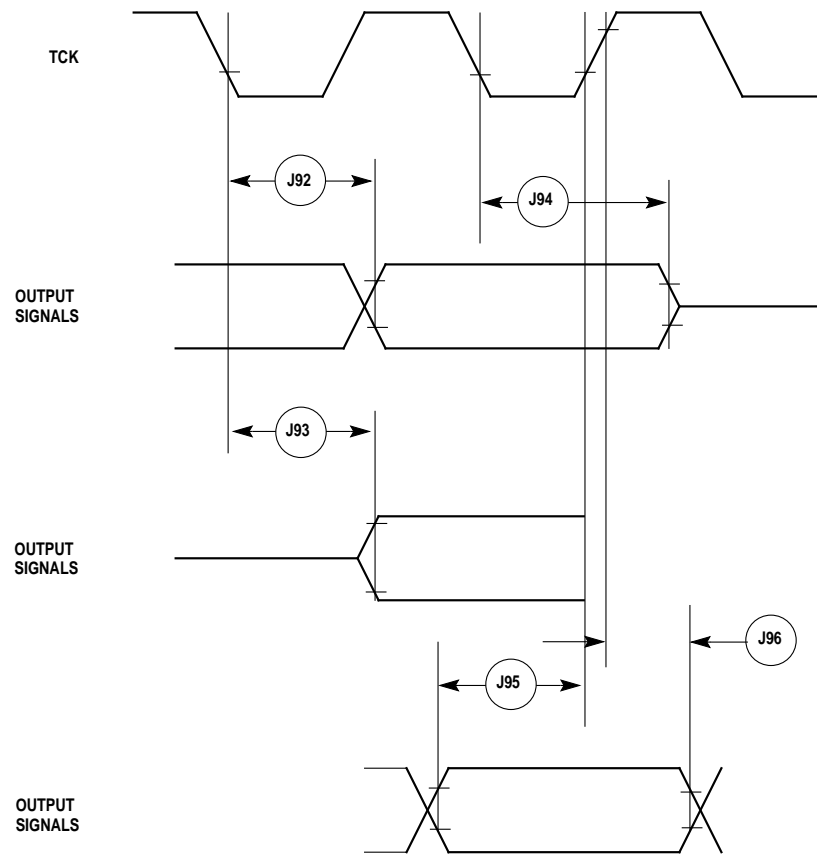 TCK
J92
J94
OUTPUT
SIGNALS
J93
OUTPUT
SIGNALS
J96
J95
OUTPUT
SIGNALS